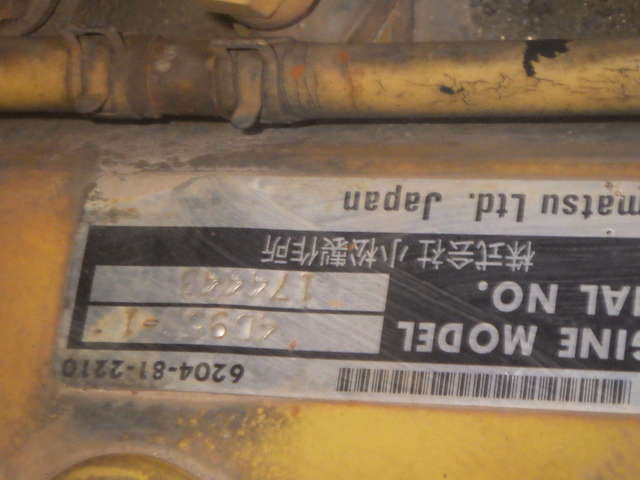 6204-81-2210
GINE MODEL
IAL NO.
株式会社 小松製作所
matsu Ltd. Japan